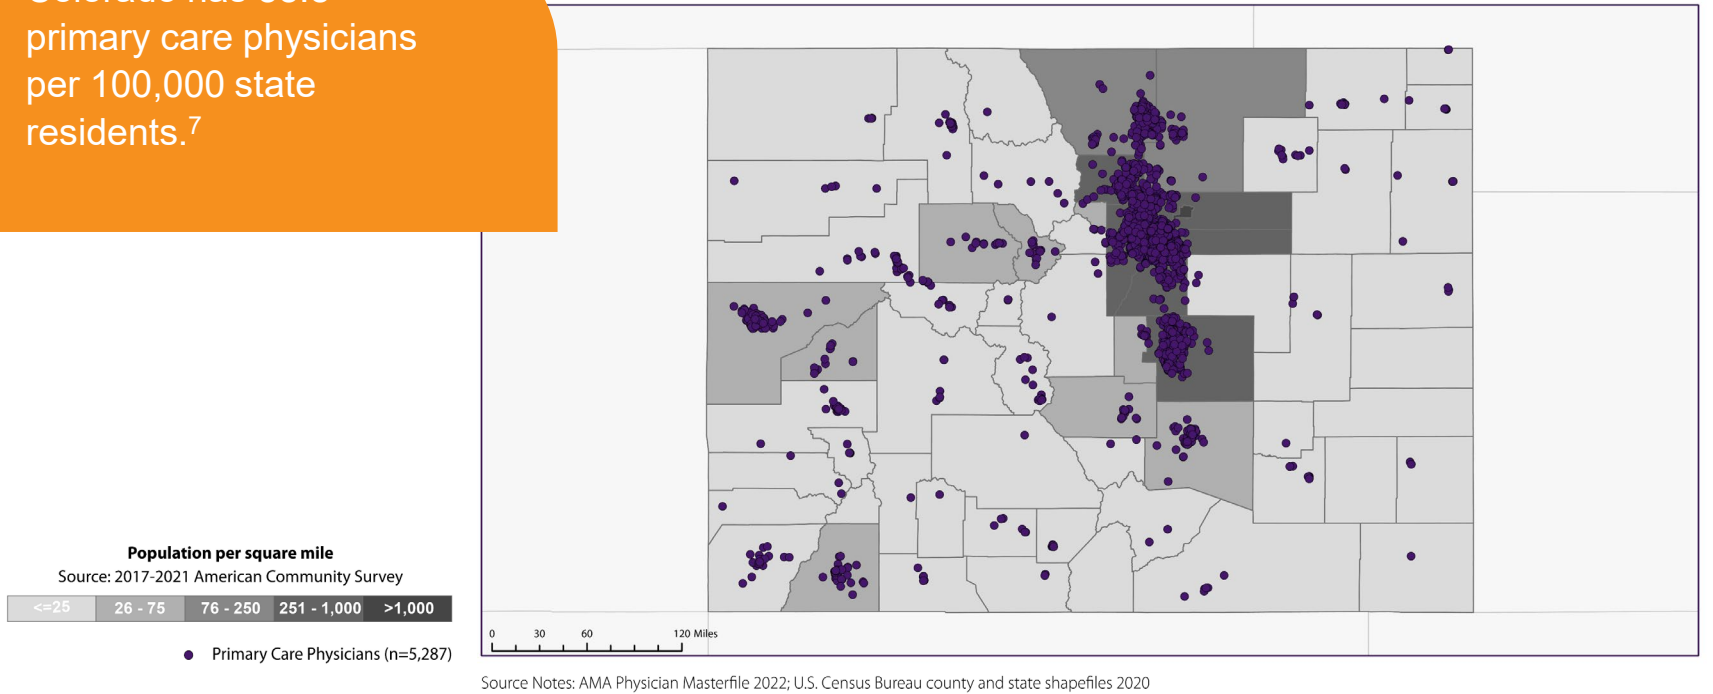 primary care physicians
per 100,000 state
residents.7
Population per square mile
Source: 2017-2021 American Community Survey
<=25 26 - 75 76 - 250 251 - 1,000 >1,000
Primary Care Physicians (n=5,287)
0 30 60 120 Miles
Source Notes: AMA Physician Masterfile 2022; U.S. Census Bureau county and state shapefiles 2020